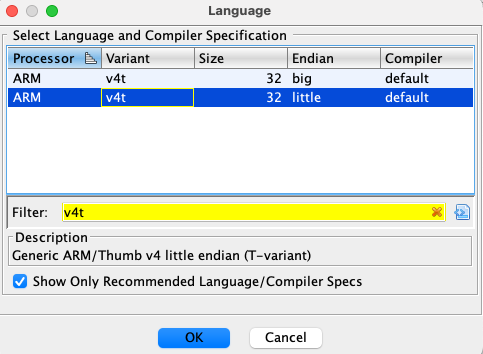 Language
Select Language and Compiler Specification
Processor Variant Size Endian Compiler
ARM v4t 32 big default
ARM v4t 32 little default
Filter: v4t
Description
Generic ARM/Thumb v4 little endian (T-variant)
Show Only Recommended Language/Compiler Specs
OK Cancel